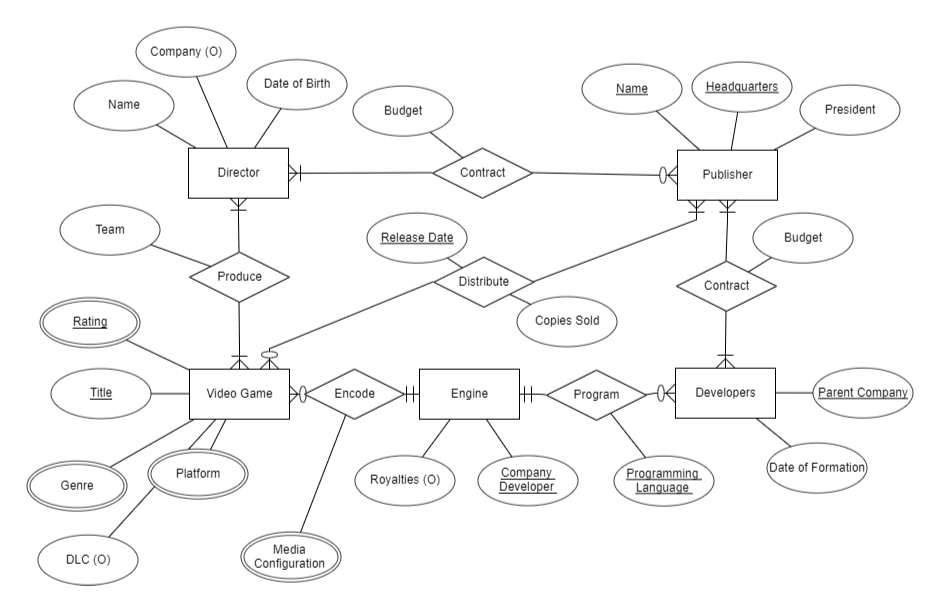 Company (O)
Date of Birth
Name
Budget
Name
Headquarters
President
Director
Contract
Publisher
Team
Release Date
Budget
Produce
Distribute
Contract
Rating
Copies Sold
Title
Video Game
Encode
Engine
Program
Developers
Parent Company
Genre
Platform
Royalties (O)
Company
Developer
Programming
Language
Date of Formation
DLC (O)
Media
Configuration